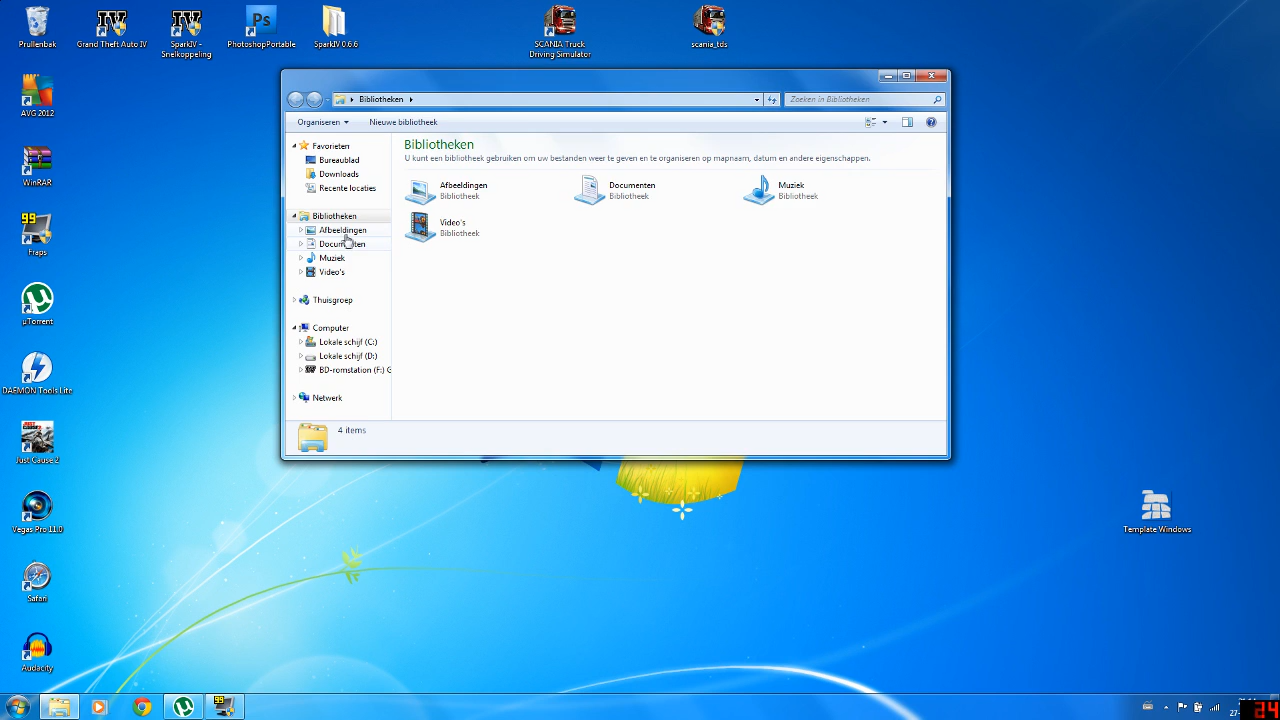 Prullenbak
Grand Theft Auto IV
SparkIV -
Snelkoppeling
PhotoshopPortable
SparkIV 0.6.6
SCANIA Truck
Driving Simulator
scania_tds
AVG 2012
WinRAR
99
Fraps
µTorrent
DAEMON Tools Lite
Just Cause 2
Vegas Pro 11.0
Safari
Audacity
Template Windows
Bibliotheken
Zoeken in Bibliotheken
Organiseren
Nieuwe bibliotheek
Favorieten
Bureaublad
Downloads
Recente locaties
Bibliotheken
Afbeeldingen
Documenten
Muziek
Video's
Thuisgroep
Computer
Lokale schijf (C:)
Lokale schijf (D:)
BD-romstation (F:) G
Netwerk
Bibliotheken
U kunt een bibliotheek gebruiken om uw bestanden weer te geven en te organiseren op mapnaam, datum en andere eigenschappen.
Afbeeldingen
Bibliotheek
Documenten
Bibliotheek
Muziek
Bibliotheek
Video's
Bibliotheek
4 items
99
24